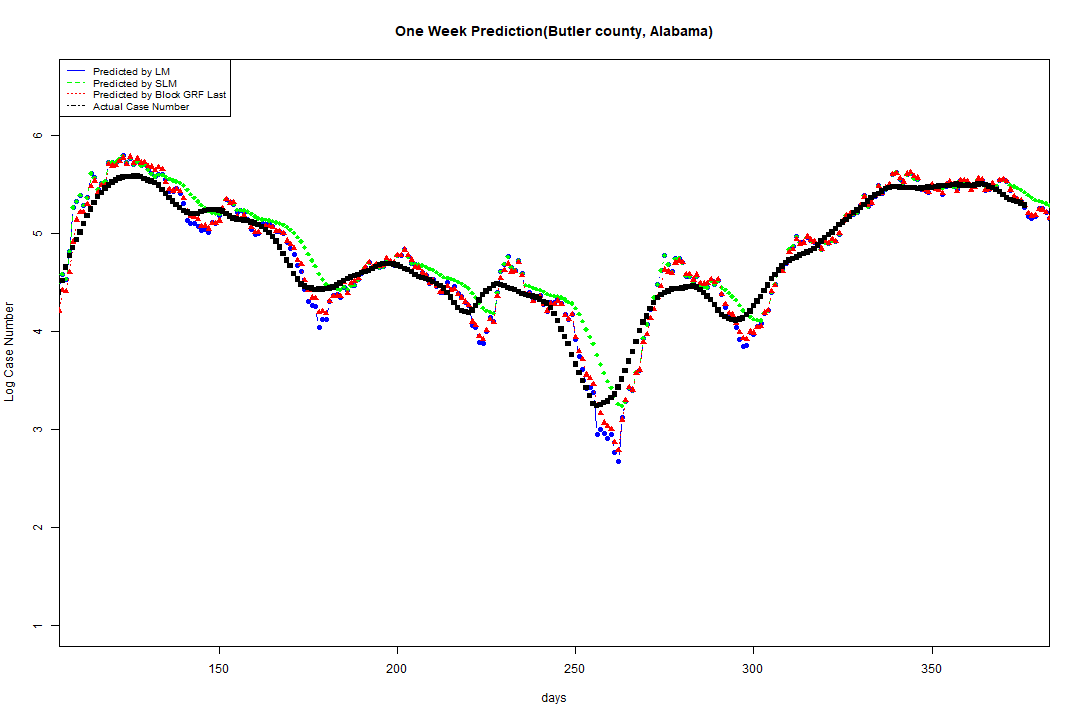 One Week Prediction(Butler county, Alabama)
Predicted by LM
Predicted by SLM
Predicted by Block GRF Last
Actual Case Number
6
5
4
3
2
1
Log Case Number
150 200 250 300 350
days